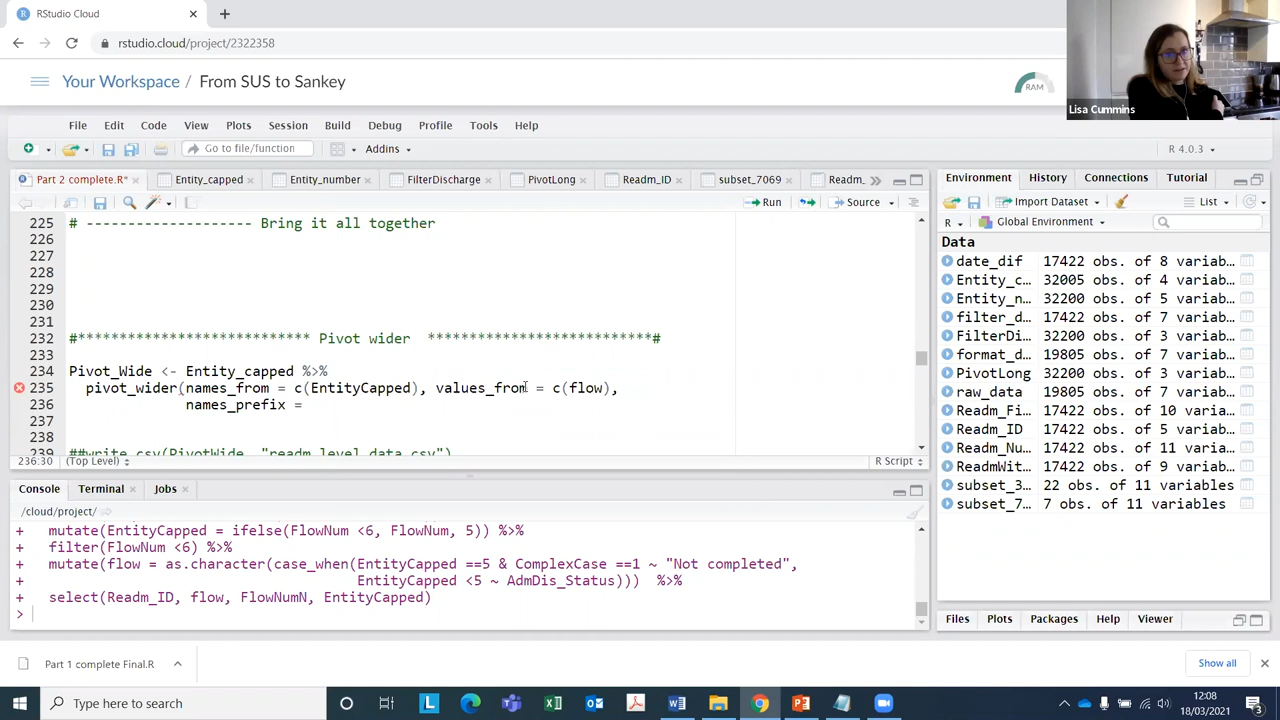 RStudio Cloud
rstudio.cloud/project/2322358
Your Workspace / From SUS to Sankey
RAM
Lisa Cummins
File Edit Code View Plots Session Build Debug Profile Tools Help
Go to file/function
Addins
R 4.0.3
Part 2 complete.R*
Entity_capped
Entity_number
FilterDischarge
PivotLong
Readm_ID
subset_7069
Readm_
Run
Source
225 # -------------------- Bring it all together
226
227
228
229
230
231
232 #**************************** Pivot wider ***************************#
233
234 Pivot_Wide <- Entity_capped %>%
235 pivot_wider(names_from = c(EntityCapped), values_from = c(flow),
236 names_prefix =
237
238
239 ##write csv(PivotWide, "readm level data csv")
236:30 (Top Level) R Script
Console Terminal Jobs
/cloud/project/
+ mutate(EntityCapped = ifelse(FlowNum <6, FlowNum, 5)) %>%
+ filter(FlowNum <6) %>%
+ mutate(flow = as.character(case_when(EntityCapped ==5 & ComplexCase ==1 ~ "Not completed",
+ EntityCapped <5 ~ AdmDis_Status))) %>%
+ select(Readm_ID, flow, FlowNumN, EntityCapped)
>
Environment History Connections Tutorial
Import Dataset
List
R Global Environment
Data
date_dif 17422 obs. of 8 variab…
Entity_c… 32005 obs. of 4 variab…
Entity_n… 32200 obs. of 5 variab…
filter_d… 17422 obs. of 7 variab…
FilterDi… 32200 obs. of 3 variab…
format_d… 19805 obs. of 7 variab…
PivotLong 32200 obs. of 3 variab…
raw_data 19805 obs. of 7 variab…
Readm_Fi… 17422 obs. of 10 varia…
Readm_ID 17422 obs. of 5 variab…
Readm_Nu… 17422 obs. of 11 varia…
ReadmWit… 17422 obs. of 9 variab…
subset_3… 22 obs. of 11 variables
subset_7… 7 obs. of 11 variables
Files Plots Packages Help Viewer
Part 1 complete Final.R
Show all
Type here to search
12:08
18/03/2021
3